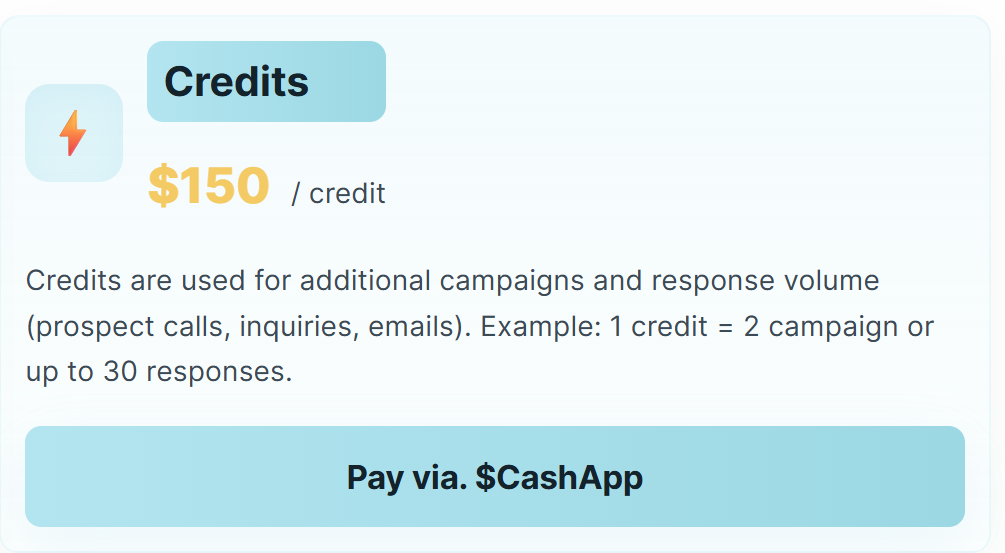 Credits
$150 / credit
Credits are used for additional campaigns and response volume
(prospect calls, inquiries, emails). Example: 1 credit = 2 campaign or
up to 30 responses.
Pay via. $CashApp